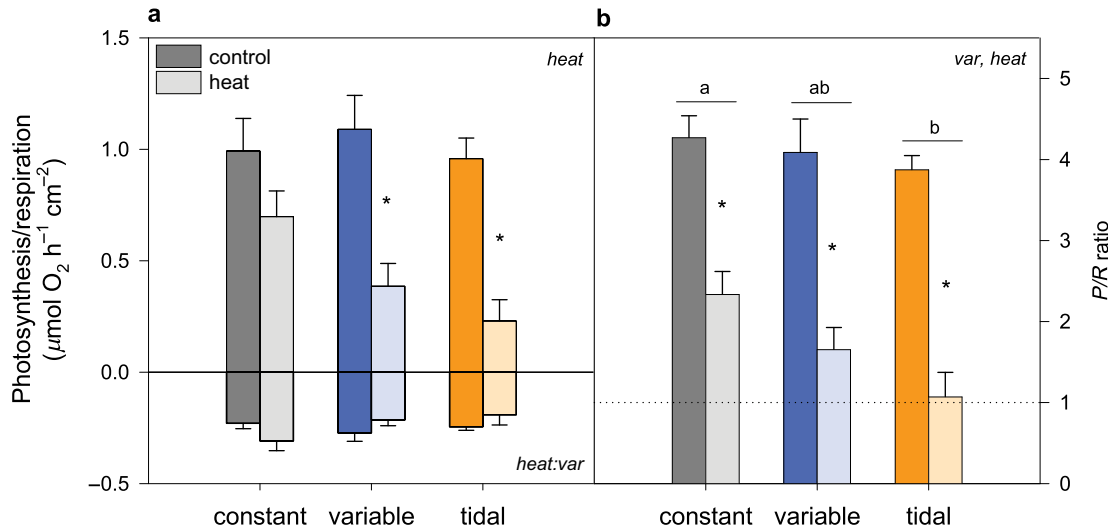 a
b
Photosynthesis/respiration
(μmol O₂ h⁻¹ cm⁻²)
1.5
1.0
0.5
0.0
–0.5
control
heat
heat
*
*
heat:var
constant
variable
tidal
var, heat
a
ab
b
*
*
*
5
4
3
2
1
0
P/R ratio
constant
variable
tidal